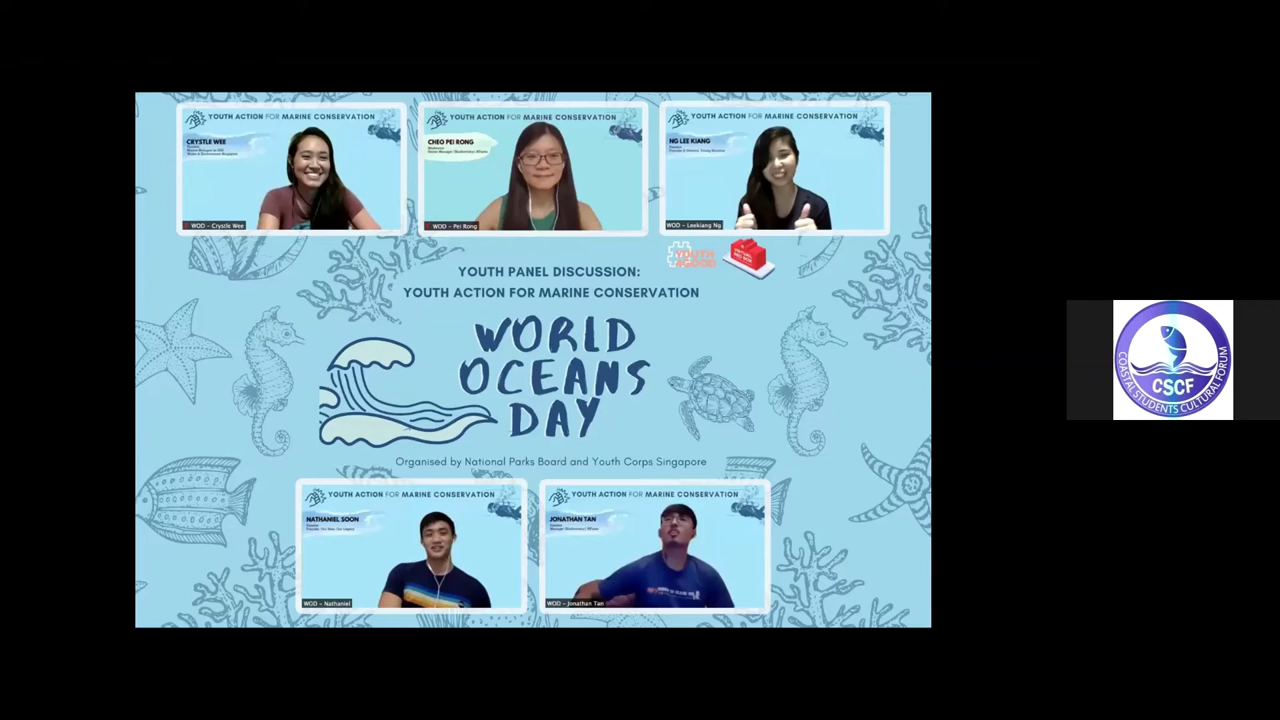 YOUTH ACTION FOR MARINE CONSERVATION
CRYSTLE WEE
WOD - Crystle Wee
YOUTH ACTION FOR MARINE CONSERVATION
CHEO PEI RONG
WOD - Pei Rong
YOUTH ACTION FOR MARINE CONSERVATION
NG LEE KIANG
WOD - Leekiang Ng
#YOUTH
4GOOD
YOUTH PANEL DISCUSSION:
YOUTH ACTION FOR MARINE CONSERVATION
WORLD
OCEANS
DAY
Organised by National Parks Board and Youth Corps Singapore
YOUTH ACTION FOR MARINE CONSERVATION
NATHANIEL SOON
WOD - Nathaniel
YOUTH ACTION FOR MARINE CONSERVATION
JONATHAN TAN
WOD - Jonathan Tan
CSCF
COASTAL STUDENTS CULTURAL FORUM